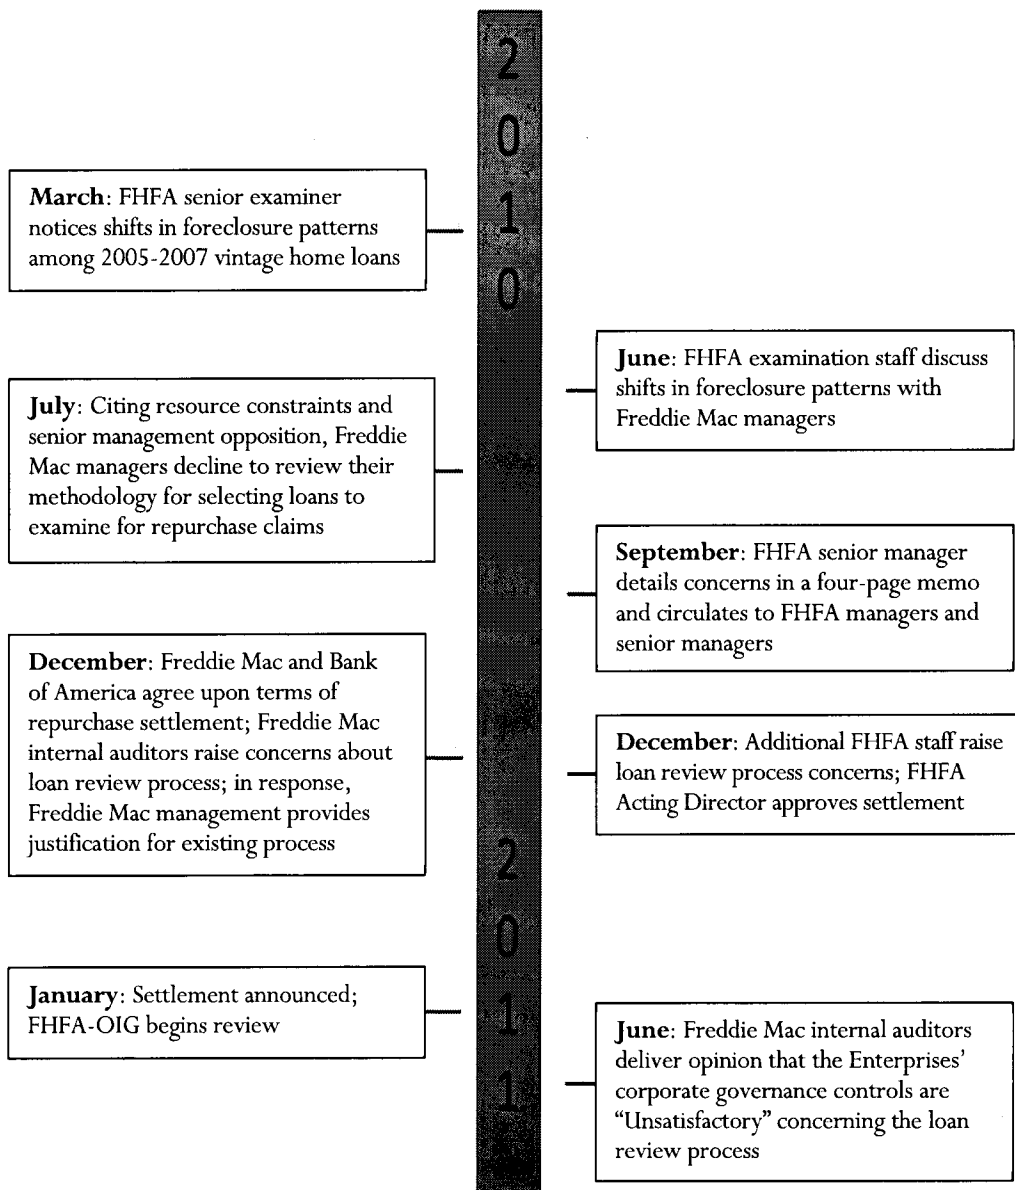 2
0
1
0
March: FHFA senior examiner
notices shifts in foreclosure patterns
among 2005-2007 vintage home loans
June: FHFA examination staff discuss
shifts in foreclosure patterns with
Freddie Mac managers
July: Citing resource constraints and
senior management opposition, Freddie
Mac managers decline to review their
methodology for selecting loans to
examine for repurchase claims
September: FHFA senior manager
details concerns in a four-page memo
and circulates to FHFA managers and
senior managers
December: Freddie Mac and Bank
of America agree upon terms of
repurchase settlement; Freddie Mac
internal auditors raise concerns about
loan review process; in response,
Freddie Mac management provides
justification for existing process
December: Additional FHFA staff raise
loan review process concerns; FHFA
Acting Director approves settlement
2
0
1
1
January: Settlement announced;
FHFA-OIG begins review
June: Freddie Mac internal auditors
deliver opinion that the Enterprises’
corporate governance controls are
“Unsatisfactory” concerning the loan
review process